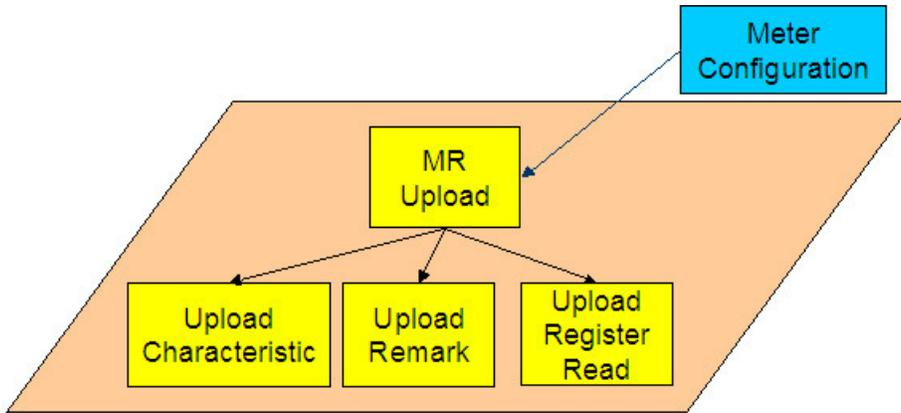 Meter
Configuration
MR
Upload
Upload
Characteristic
Upload
Remark
Upload
Register
Read